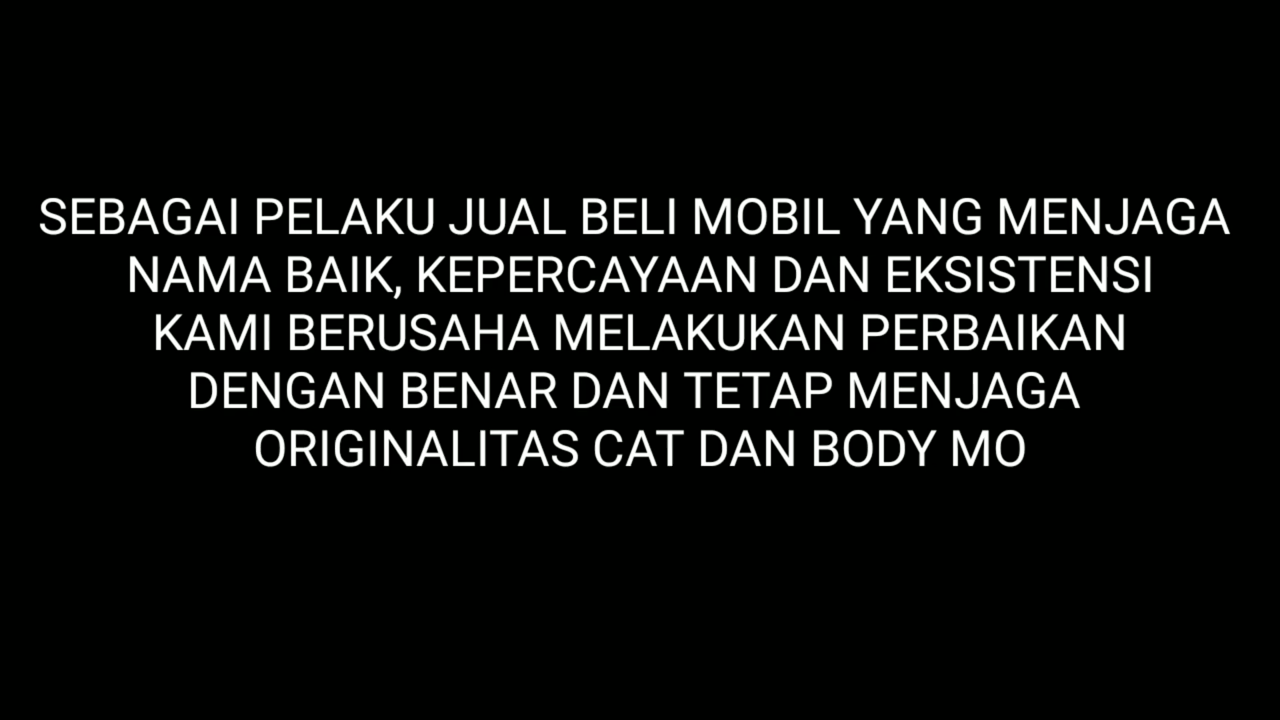 SEBAGAI PELAKU JUAL BELI MOBIL YANG MENJAGA
NAMA BAIK, KEPERCAYAAN DAN EKSISTENSI
KAMI BERUSAHA MELAKUKAN PERBAIKAN
DENGAN BENAR DAN TETAP MENJAGA
ORIGINALITAS CAT DAN BODY MO